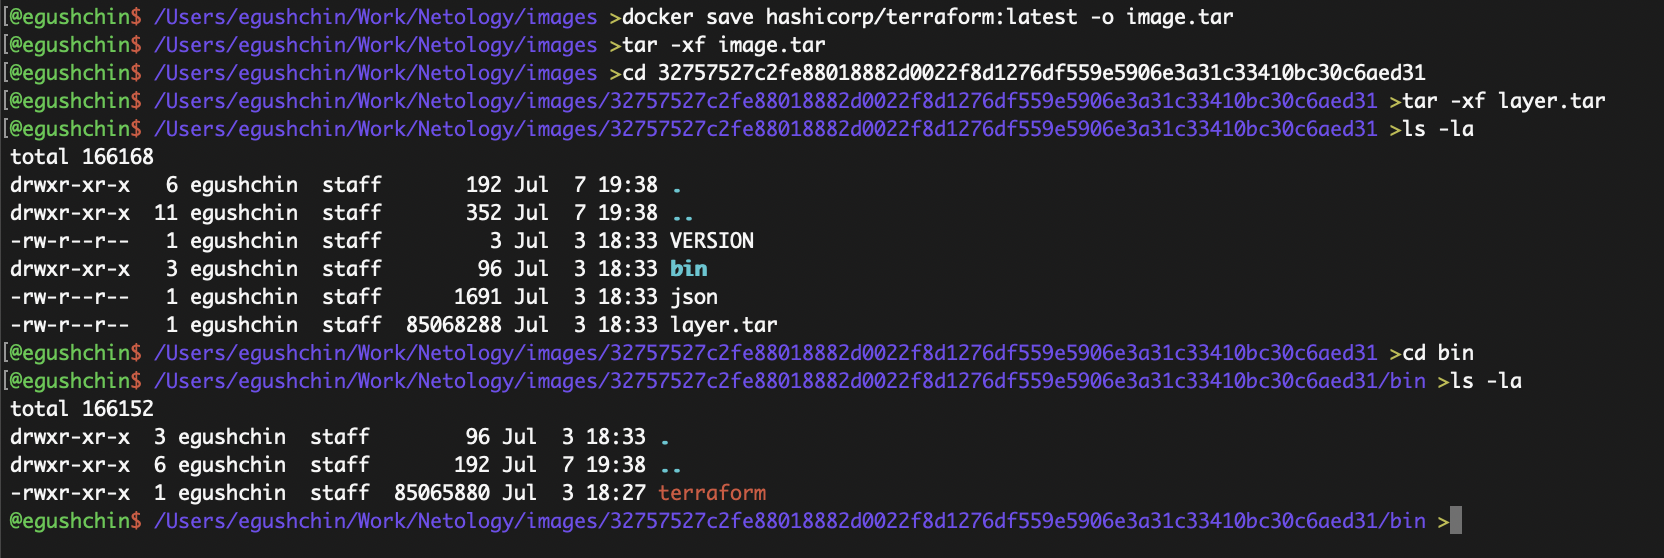 [@egushchin$ /Users/egushchin/Work/Netology/images >docker save hashicorp/terraform:latest -o image.tar
[@egushchin$ /Users/egushchin/Work/Netology/images >tar -xf image.tar
[@egushchin$ /Users/egushchin/Work/Netology/images >cd 32757527c2fe88018882d0022f8d1276df559e5906e3a31c33410bc30c6aed31
[@egushchin$ /Users/egushchin/Work/Netology/images/32757527c2fe88018882d0022f8d1276df559e5906e3a31c33410bc30c6aed31 >tar -xf layer.tar
[@egushchin$ /Users/egushchin/Work/Netology/images/32757527c2fe88018882d0022f8d1276df559e5906e3a31c33410bc30c6aed31 >ls -la
total 166168
drwxr-xr-x   6 egushchin  staff       192 Jul  7 19:38 .
drwxr-xr-x  11 egushchin  staff       352 Jul  7 19:38 ..
-rw-r--r--   1 egushchin  staff         3 Jul  3 18:33 VERSION
drwxr-xr-x   3 egushchin  staff        96 Jul  3 18:33 bin
-rw-r--r--   1 egushchin  staff      1691 Jul  3 18:33 json
-rw-r--r--   1 egushchin  staff  85068288 Jul  3 18:33 layer.tar
[@egushchin$ /Users/egushchin/Work/Netology/images/32757527c2fe88018882d0022f8d1276df559e5906e3a31c33410bc30c6aed31 >cd bin
[@egushchin$ /Users/egushchin/Work/Netology/images/32757527c2fe88018882d0022f8d1276df559e5906e3a31c33410bc30c6aed31/bin >ls -la
total 166152
drwxr-xr-x  3 egushchin  staff        96 Jul  3 18:33 .
drwxr-xr-x  6 egushchin  staff       192 Jul  7 19:38 ..
-rwxr-xr-x  1 egushchin  staff  85065880 Jul  3 18:27 terraform
@egushchin$ /Users/egushchin/Work/Netology/images/32757527c2fe88018882d0022f8d1276df559e5906e3a31c33410bc30c6aed31/bin >